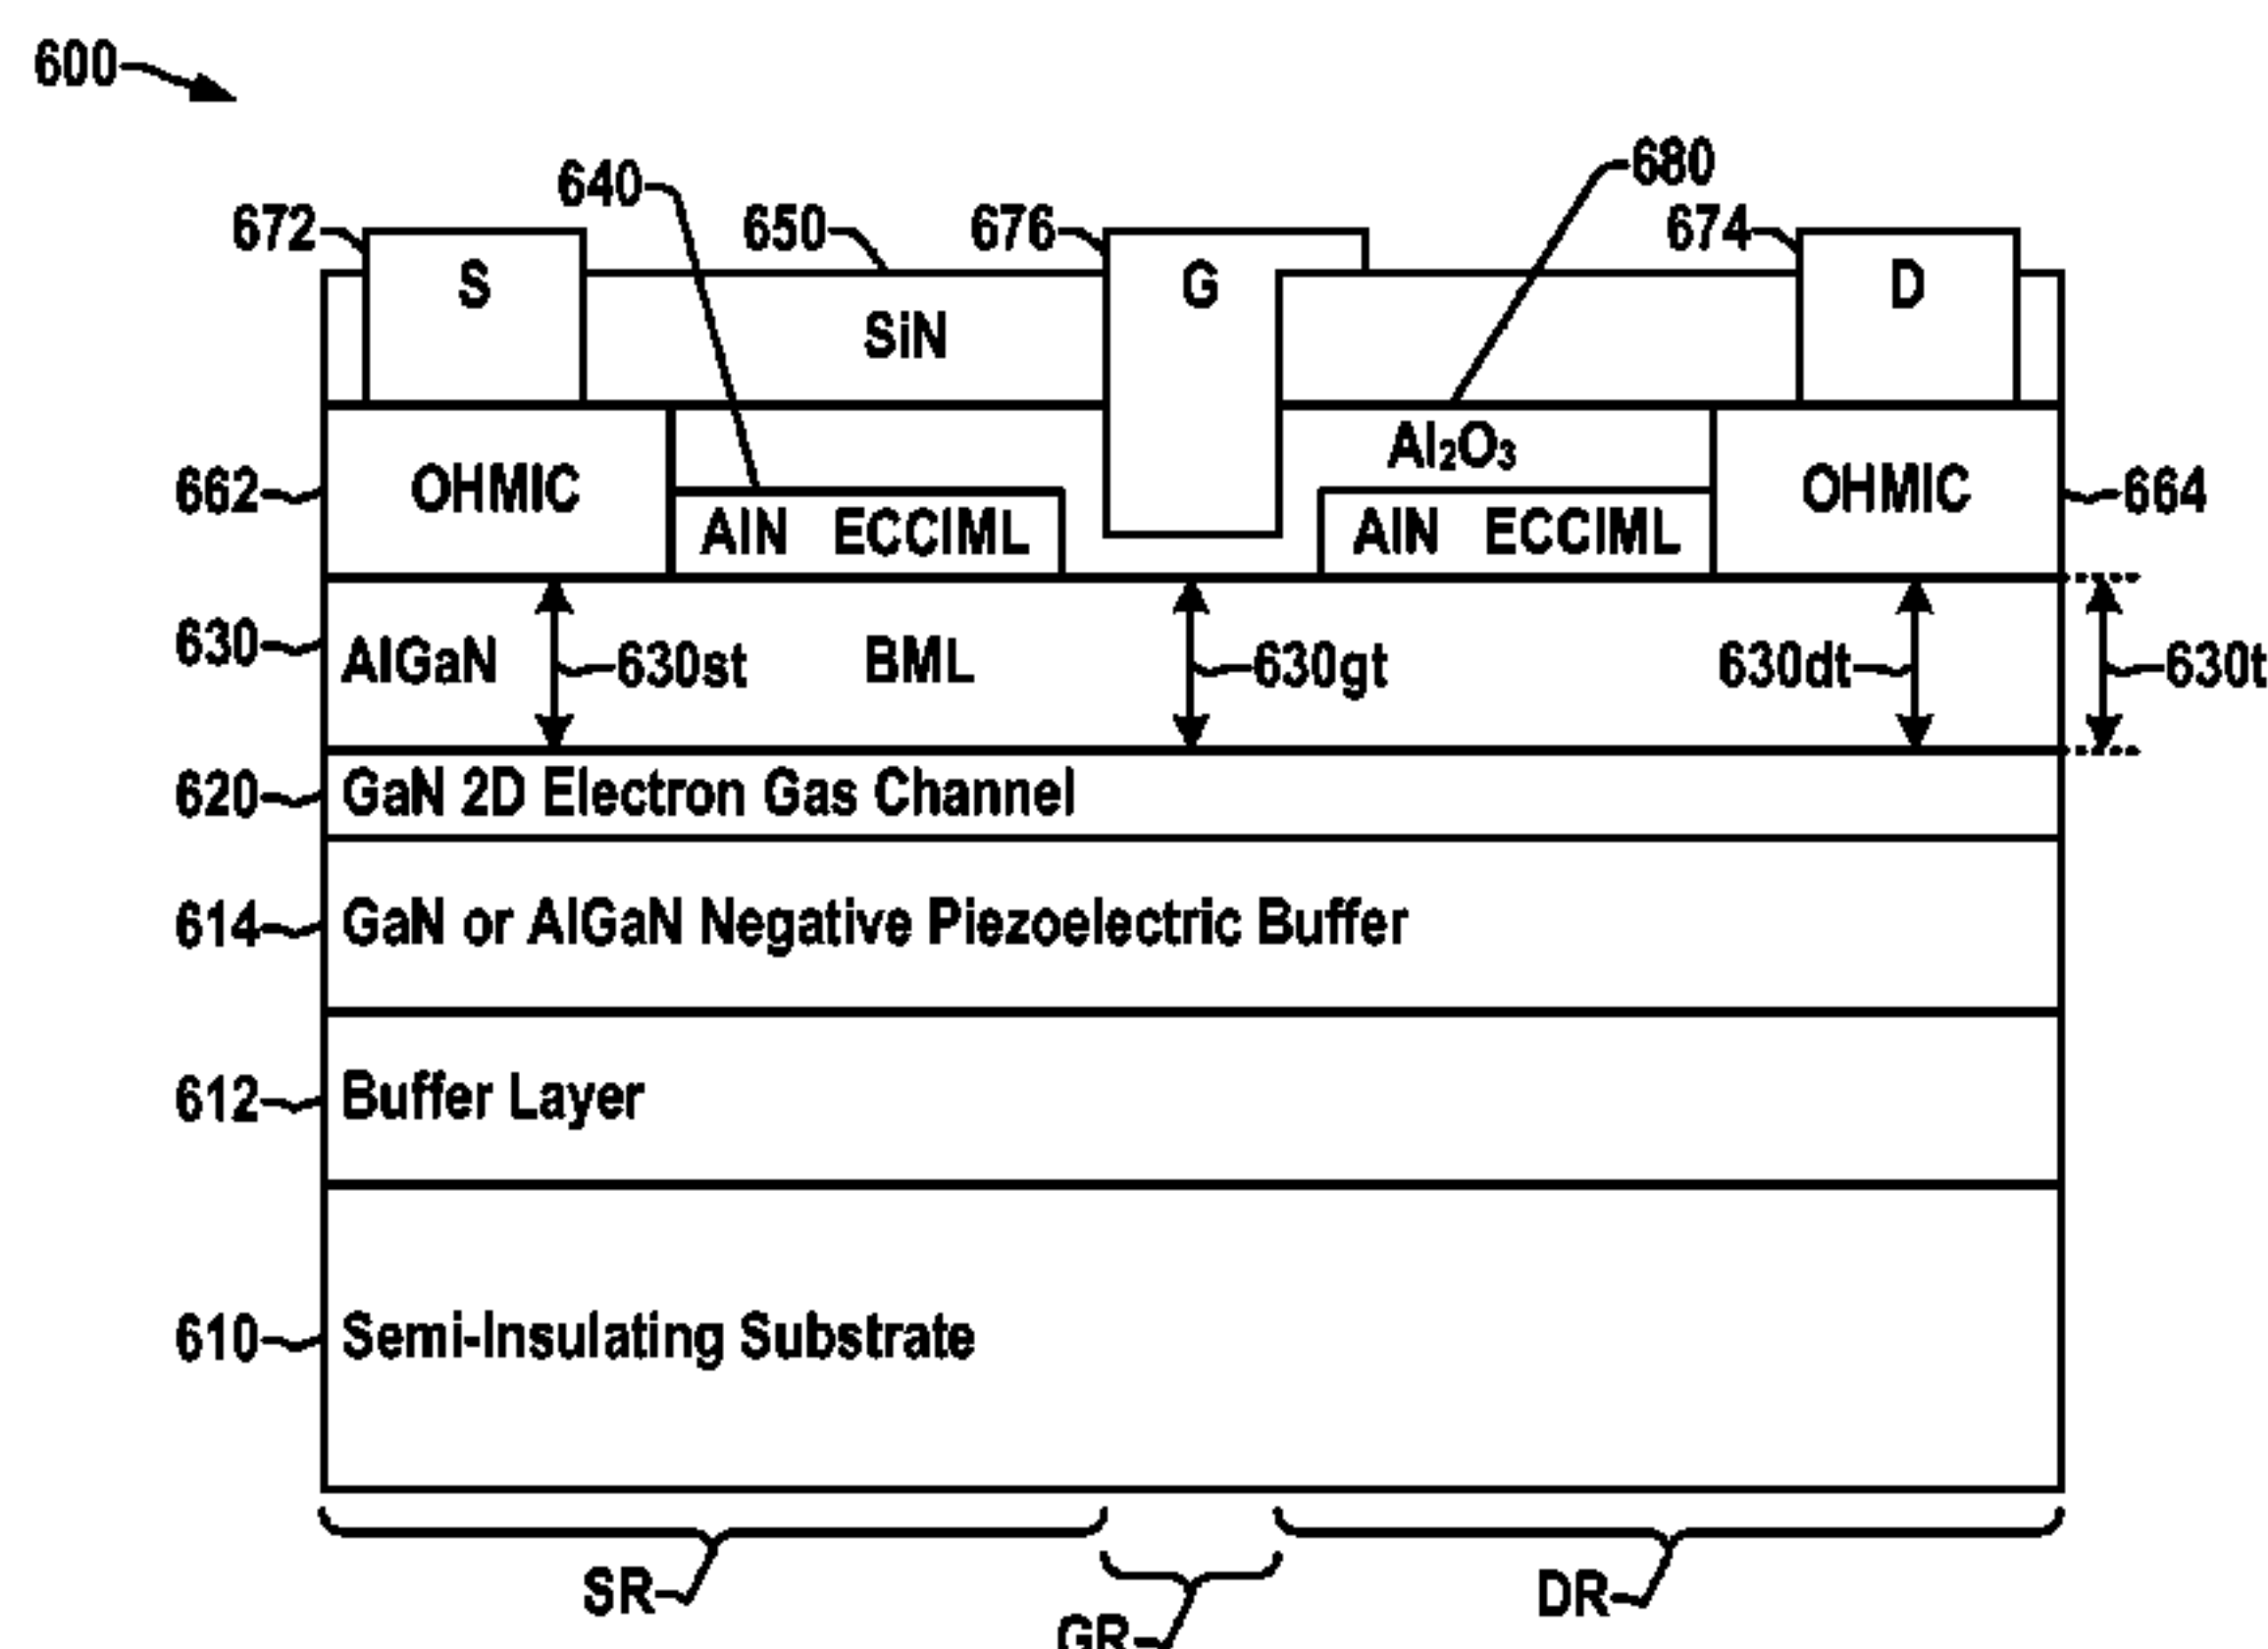 600
640
680
672
650
676
674
S
G
D
SiN
662
OHMIC
Al₂O₃
OHMIC
664
AlN ECCIML
AlN ECCIML
630
AlGaN
630st
BML
630gt
630dt
630t
620
GaN 2D Electron Gas Channel
614
GaN or AlGaN Negative Piezoelectric Buffer
612
Buffer Layer
610
Semi-Insulating Substrate
SR
GR
DR